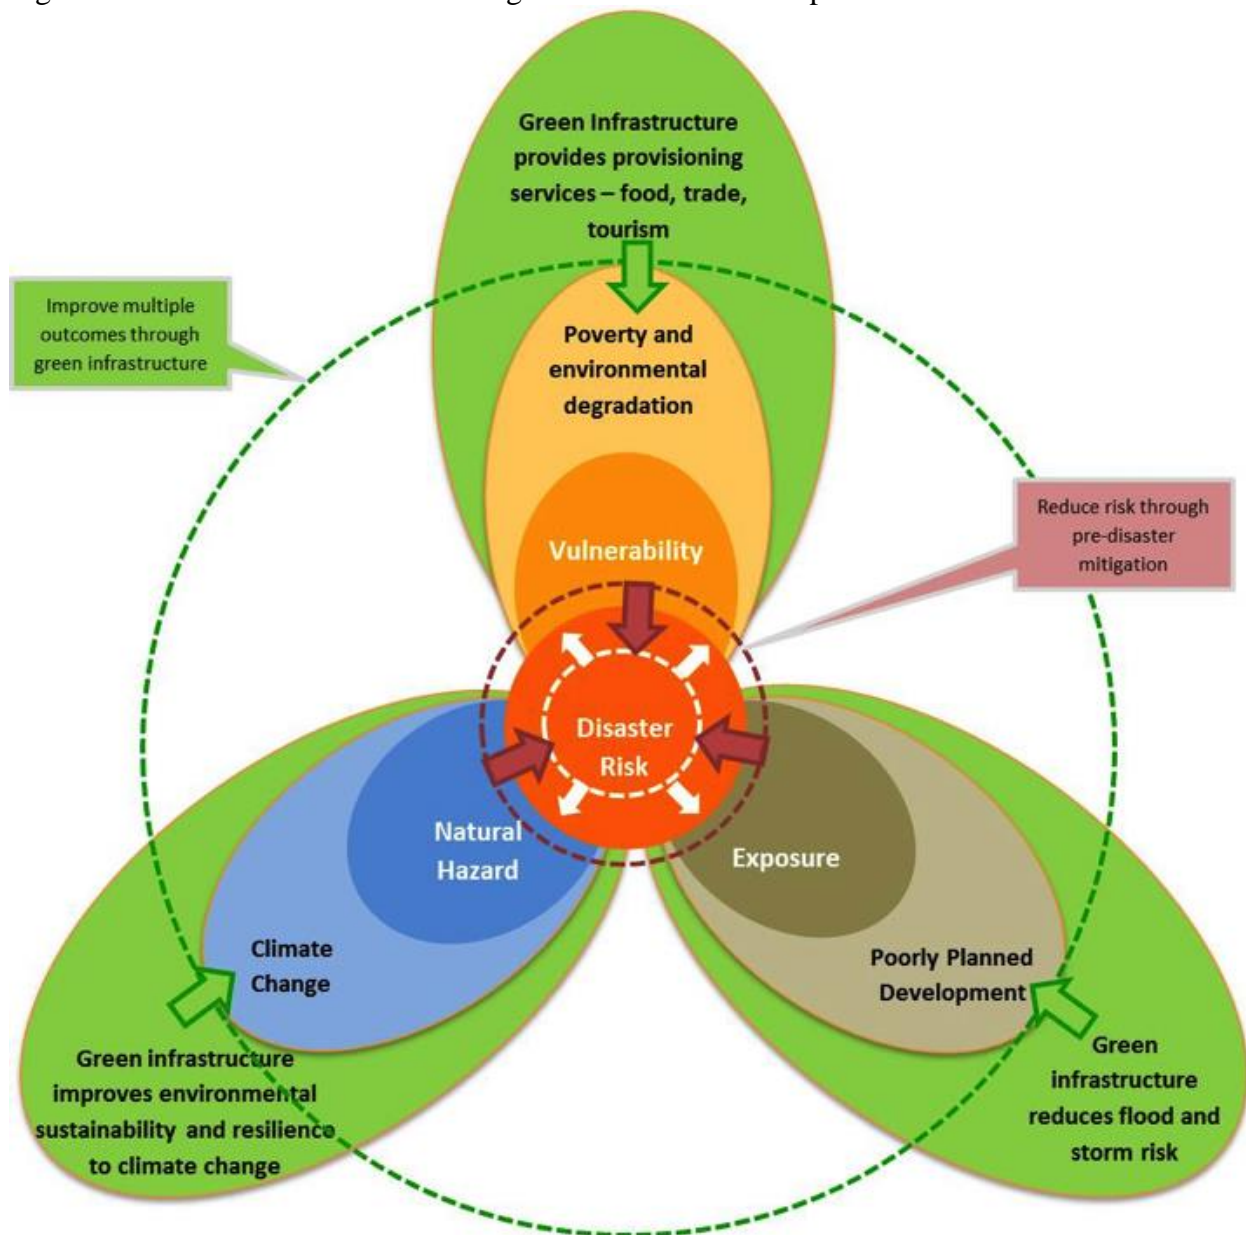 Green Infrastructure
provides provisioning
services – food, trade,
tourism
Improve multiple
outcomes through
green infrastructure
Poverty and
environmental
degradation
Reduce risk through
pre-disaster
mitigation
Vulnerability
Disaster
Risk
Natural
Hazard
Exposure
Climate
Change
Poorly Planned
Development
Green infrastructure
improves environmental
sustainability and resilience
to climate change
Green
infrastructure
reduces flood and
storm risk